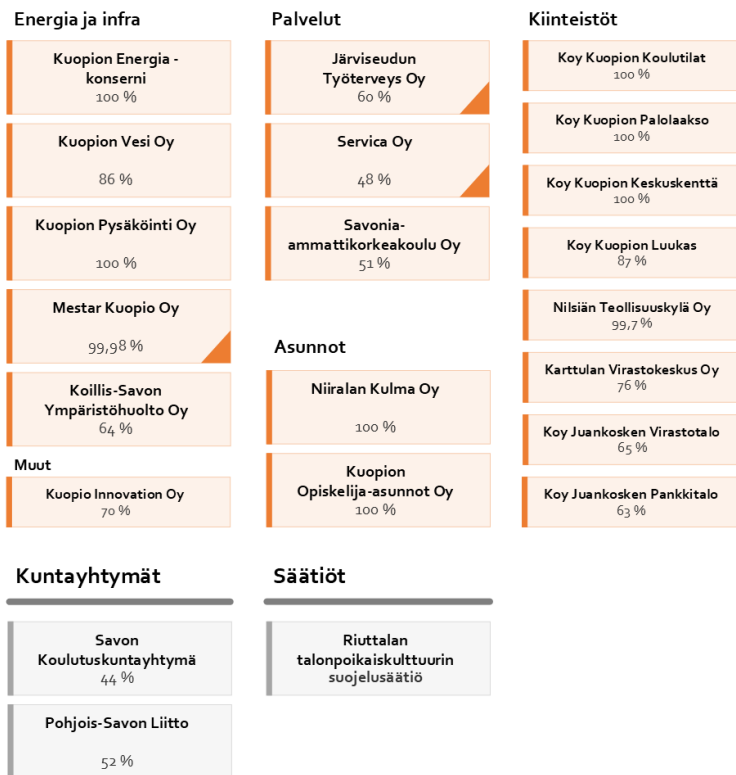 Energia ja infra
Kuopion Energia -
konserni
100 %
Kuopion Vesi Oy
86 %
Kuopion Pysäköinti Oy
100 %
Mestar Kuopio Oy
99,98 %
Koillis-Savon
Ympäristöhuolto Oy
64 %
Muut
Kuopio Innovation Oy
70 %
Palvelut
Järviseudun
Työterveys Oy
60 %
Servica Oy
48 %
Savonia-
ammattikorkeakoulu Oy
51 %
Asunnot
Niiralan Kulma Oy
100 %
Kuopion
Opiskelija-asunnot Oy
100 %
Kiinteistöt
Koy Kuopion Koulutilat
100 %
Koy Kuopion Palolaakso
100 %
Koy Kuopion Keskuskenttä
100 %
Koy Kuopion Luukas
87 %
Nilsiän Teollisuuskylä Oy
99,7 %
Karttulan Virastokeskus Oy
76 %
Koy Juankosken Virastotalo
65 %
Koy Juankosken Pankkitalo
63 %
Kuntayhtymät
Savon
Koulutuskuntayhtymä
44 %
Pohjois-Savon Liitto
52 %
Säätiöt
Riuttalan
talonpoikaiskulttuurin
suojelusäätiö